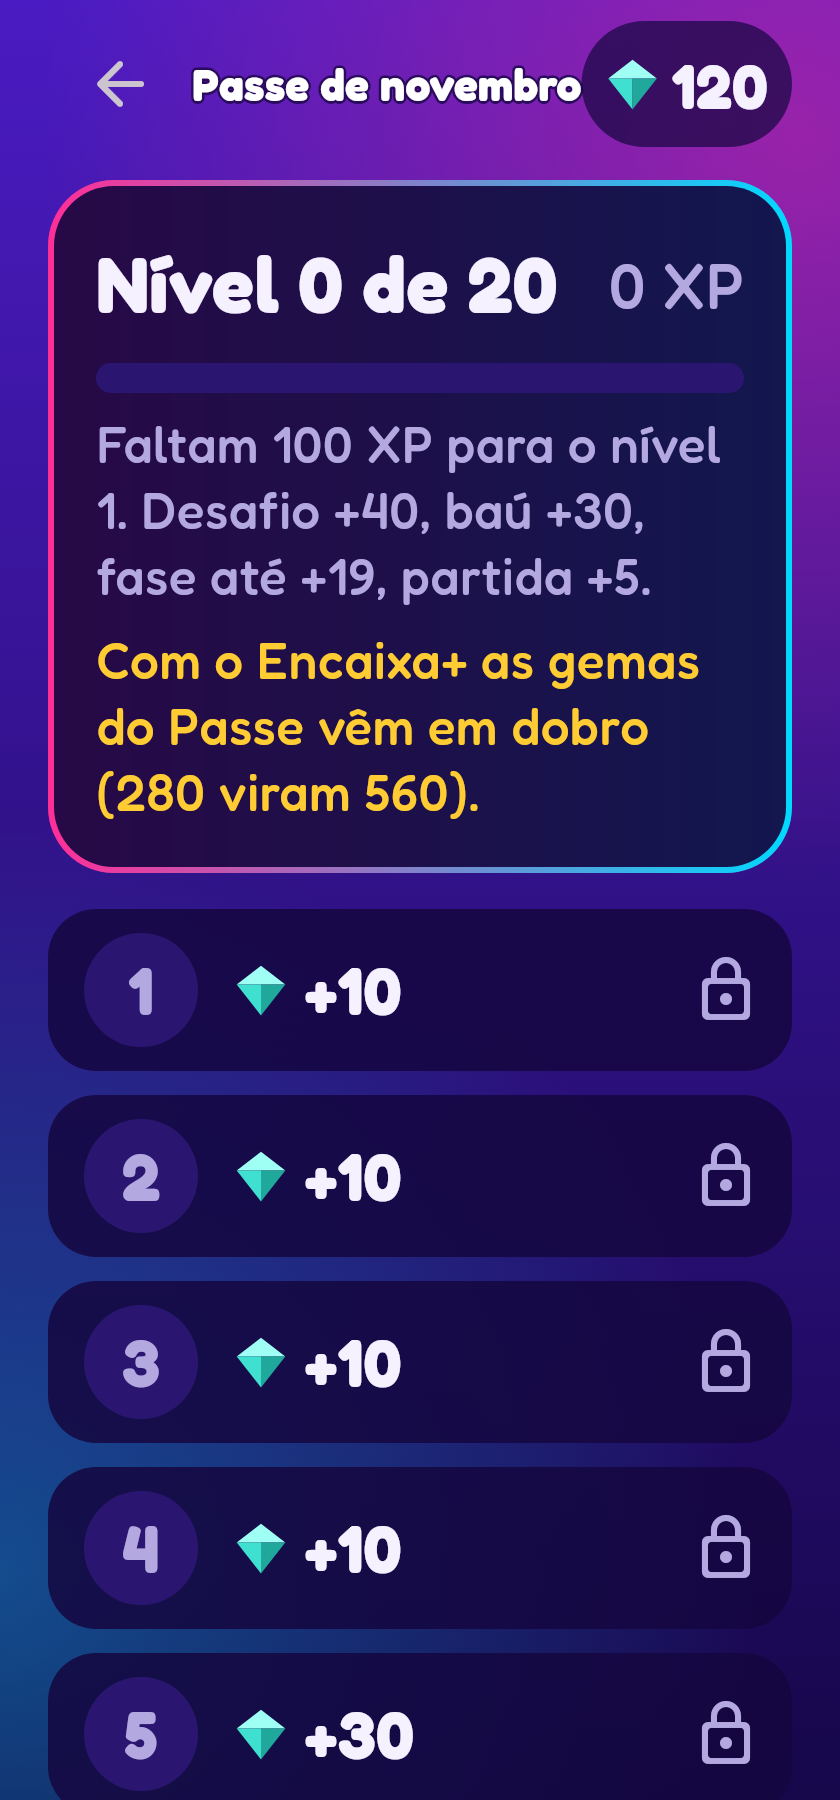 Passe de novembro
120
Nível 0 de 20
0 XP
Faltam 100 XP para o nível
1. Desafio +40, baú +30,
fase até +19, partida +5.
Com o Encaixa+ as gemas
do Passe vêm em dobro
(280 viram 560).
1
+10
2
+10
3
+10
4
+10
5
+30